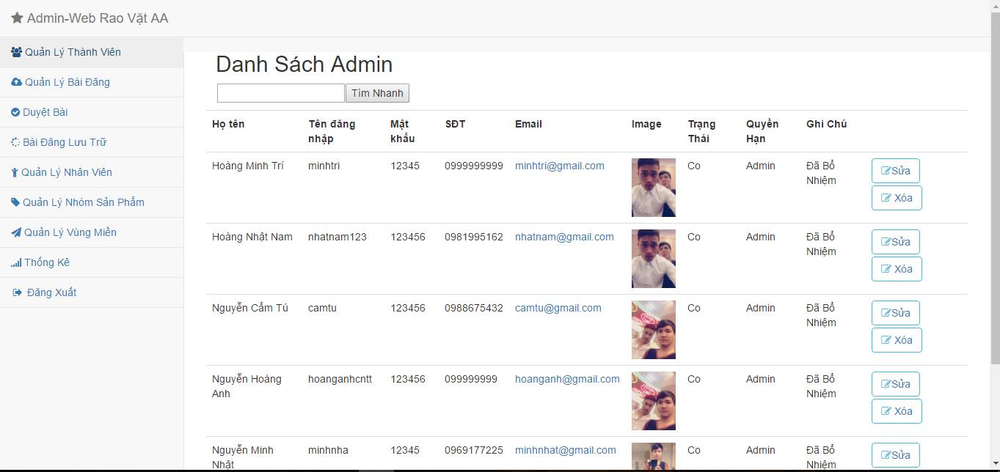 Admin-Web Rao Vặt AA
Quản Lý Thành Viên
Quản Lý Bài Đăng
Duyệt Bài
Bài Đăng Lưu Trữ
Quản Lý Nhân Viên
Quản Lý Nhóm Sản Phẩm
Quản Lý Vùng Miền
Thống Kê
Đăng Xuất
Danh Sách Admin
Tìm Nhanh
Họ tên Tên đăng nhập Mật khẩu SĐT Email Image Trạng Thái Quyền Hạn Ghi Chú
Hoàng Minh Trí minhtri 12345 0999999999 minhtri@gmail.com Co Admin Đã Bổ Nhiệm Sửa Xóa
Hoàng Nhật Nam nhatnam123 123456 0981995162 nhatnam@gmail.com Co Admin Đã Bổ Nhiệm Sửa Xóa
Nguyễn Cẩm Tú camtu 123456 0988675432 camtu@gmail.com Co Admin Đã Bổ Nhiệm Sửa Xóa
Nguyễn Hoàng Anh hoanganhcntt 123456 099999999 hoanganh@gmail.com Co Admin Đã Bổ Nhiệm Sửa Xóa
Nguyễn Minh Nhật minhnha 12345 0969177225 minhnhat@gmail.com Co Admin Đã Bổ Nhiệm Sửa